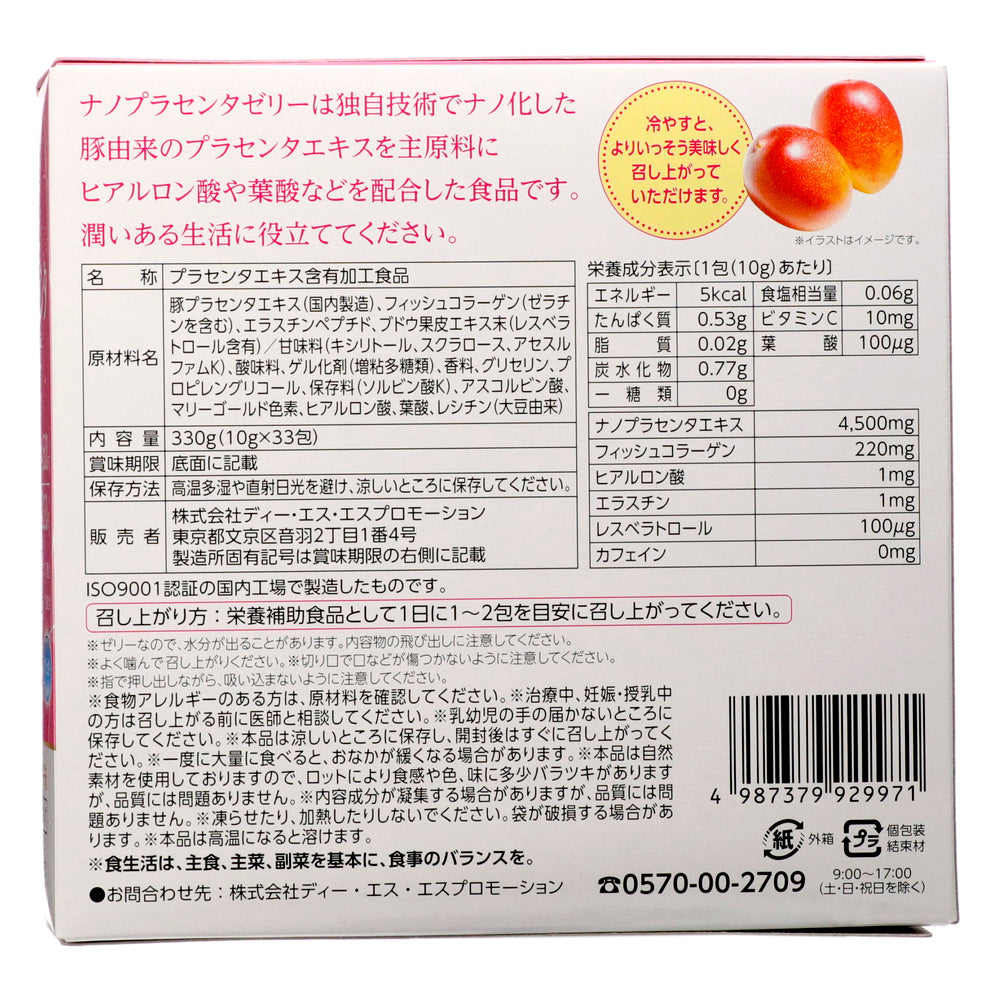 ナノプラセンタゼリーは独自技術でナノ化した
豚由来のプラセンタエキスを主原料に
ヒアルロン酸や葉酸などを配合した食品です。
潤いある生活に役立ててください。
冷やすと、
よりいっそう美味しく
召し上がって
いただけます。
※イラストはイメージです。
名 称 プラセンタエキス含有加工食品
原材料名 豚プラセンタエキス(国内製造)、フィッシュコラーゲン(ゼラチ
ンを含む)、エラスチンペプチド、ブドウ果皮エキス末(レスベラ
トロール含有)/甘味料(キシリトール、スクラロース、アセスル
ファムK)、酸味料、ゲル化剤(増粘多糖類)、香料、グリセリン、プ
ロピレングリコール、保存料(ソルビン酸K)、アスコルビン酸、
マリーゴールド色素、ヒアルロン酸、葉酸、レシチン(大豆由来)
内容量 330g(10g×33包)
賞味期限 底面に記載
保存方法 高温多湿や直射日光を避け、涼しいところに保存してください。
販売者 株式会社ディー・エス・エスプロモーション
東京都文京区音羽2丁目1番4号
製造所固有記号は賞味期限の右側に記載
栄養成分表示〔1包(10g)あたり〕
エネルギー 5kcal 食塩相当量 0.06g
たんぱく質 0.53g ビタミンC 10mg
脂 質 0.02g 葉 酸 100μg
炭水化物 0.77g
ー糖類 0g
ナノプラセンタエキス 4,500mg
フィッシュコラーゲン 220mg
ヒアルロン酸 1mg
エラスチン 1mg
レスベラトロール 100μg
カフェイン 0mg
ISO9001認証の国内工場で製造したものです。
召し上がり方:栄養補助食品として1日に1〜2包を目安に召し上がってください。
※ゼリーなので、水分が出ることがあります。内容物の飛び出しに注意してください。
※よく噛んで召し上がりください。※切り口で口などが傷つかないように注意してください。
※指で押し出しながら、吸い込まないように注意してください。
※食物アレルギーのある方は、原材料を確認してください。※治療中、妊娠・授乳中
の方は召し上がる前に医師と相談してください。※乳幼児の手の届かないところに
保存してください。※本品は涼しいところに保存し、開封後はすぐに召し上がってく
ださい。※一度に大量に食べると、おなかが緩くなる場合があります。※本品は自然
素材を使用しておりますので、ロットにより食感や色、味に多少バラツキがあります
が、品質には問題ありません。※内容成分が凝集する場合がありますが、品質には問
題ありません。※凍らせたり、加熱したりしないでください。袋が破損する場合があ
ります。※本品は高温になると溶けます。
※食生活は、主食、主菜、副菜を基本に、食事のバランスを。
●お問合わせ先:株式会社ディー・エス・エスプロモーション
☎0570-00-2709
9:00〜17:00
(土・日・祝日を除く)
4 987379 929971
紙 外箱
プラ 個包装
結束材